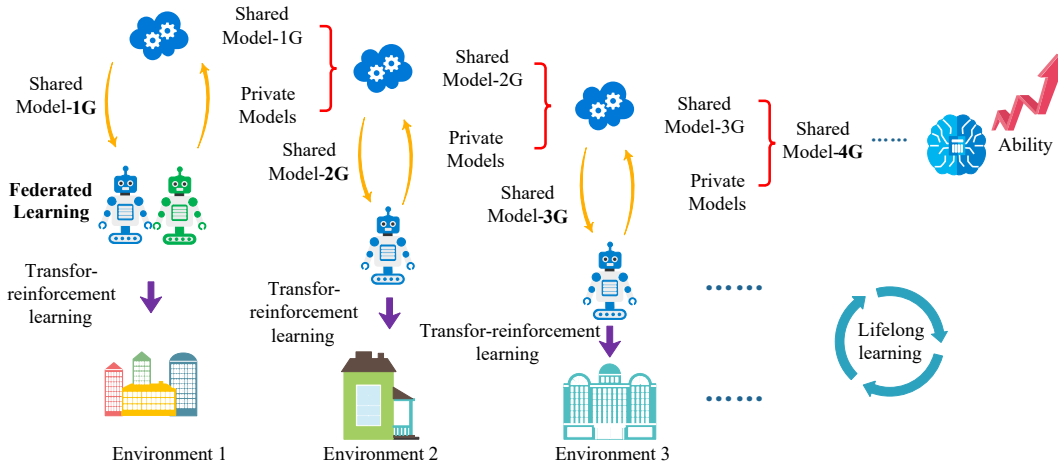 Shared
Model-1G
Shared
Model-1G
Private
Models
Shared
Model-2G
Shared
Model-2G
Private
Models
Shared
Model-3G
Shared
Model-3G
Private
Models
Shared
Model-4G
Ability
Federated
Learning
Transfor-
reinforcement
learning
Transfor-
reinforcement
learning
Transfor-reinforcement
learning
Lifelong
learning
Environment 1
Environment 2
Environment 3